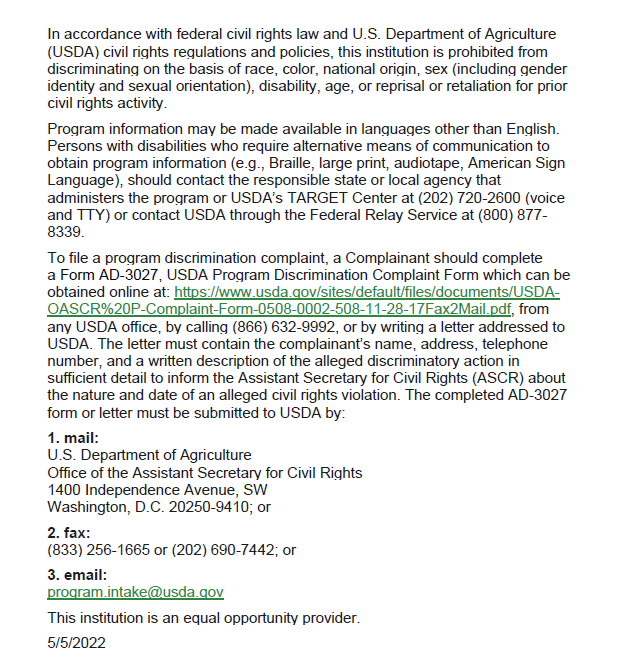 In accordance with federal civil rights law and U.S. Department of Agriculture
(USDA) civil rights regulations and policies, this institution is prohibited from
discriminating on the basis of race, color, national origin, sex (including gender
identity and sexual orientation), disability, age, or reprisal or retaliation for prior
civil rights activity.
Program information may be made available in languages other than English.
Persons with disabilities who require alternative means of communication to
obtain program information (e.g., Braille, large print, audiotape, American Sign
Language), should contact the responsible state or local agency that
administers the program or USDA’s TARGET Center at (202) 720-2600 (voice
and TTY) or contact USDA through the Federal Relay Service at (800) 877-
8339.
To file a program discrimination complaint, a Complainant should complete
a Form AD-3027, USDA Program Discrimination Complaint Form which can be
obtained online at: https://www.usda.gov/sites/default/files/documents/USDA-
OASCR%20P-Complaint-Form-0508-0002-508-11-28-17Fax2Mail.pdf, from
any USDA office, by calling (866) 632-9992, or by writing a letter addressed to
USDA. The letter must contain the complainant’s name, address, telephone
number, and a written description of the alleged discriminatory action in
sufficient detail to inform the Assistant Secretary for Civil Rights (ASCR) about
the nature and date of an alleged civil rights violation. The completed AD-3027
form or letter must be submitted to USDA by:
1. mail:
U.S. Department of Agriculture
Office of the Assistant Secretary for Civil Rights
1400 Independence Avenue, SW
Washington, D.C. 20250-9410; or
2. fax:
(833) 256-1665 or (202) 690-7442; or
3. email:
program.intake@usda.gov
This institution is an equal opportunity provider.
5/5/2022